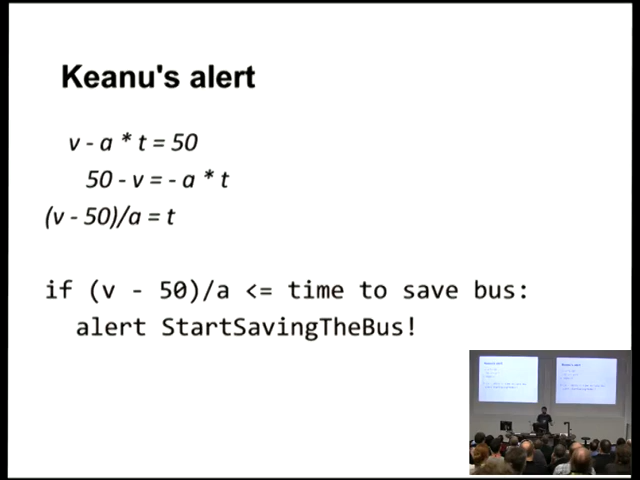 Keanu's alert
v - a * t = 50
50 - v = - a * t
(v - 50)/a = t
if (v - 50)/a <= time to save bus:
alert StartSavingTheBus!